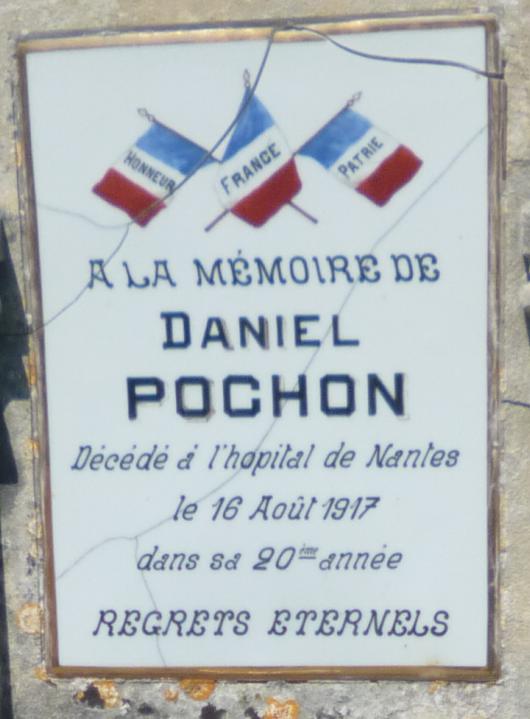 HONNEUR
FRANCE
PATRIE
A LA MÉMOIRE DE
DANIEL
POCHON
Décédé á l'hopital de Nantes
le 16 Août 1917
dans sa 20ème année
REGRETS ETERNELS